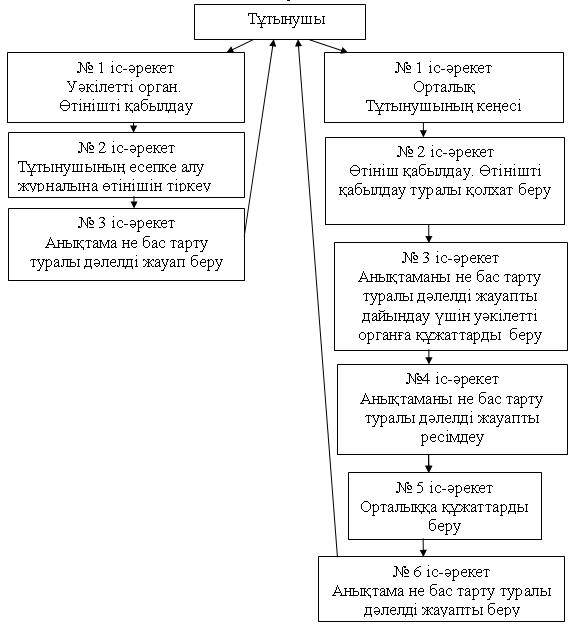 Тұтынушы
№ 1 іс-әрекет
Уәкілетті орган.
Өтінішті қабылдау
№ 2 іс-әрекет
Тұтынушының есепке алу
журналына өтінішін тіркеу
№ 3 іс-әрекет
Анықтама не бас тарту
туралы дәлелді жауап беру
№ 1 іс-әрекет
Орталық
Тұтынушының кеңесі
№ 2 іс-әрекет
Өтініш қабылдау. Өтінішті
қабылдау туралы қолхат беру
№ 3 іс-әрекет
Анықтаманы не бас тарту
туралы дәлелді жауапты
дайындау үшін уәкілетті
органға құжаттарды беру
№4 іс-әрекет
Анықтаманы не бас тарту
туралы дәлелді жауапты
ресімдеу
№ 5 іс-әрекет
Орталыққа құжаттарды
беру
№ 6 іс-әрекет
Анықтама не бас тарту туралы
дәлелді жауапты беру